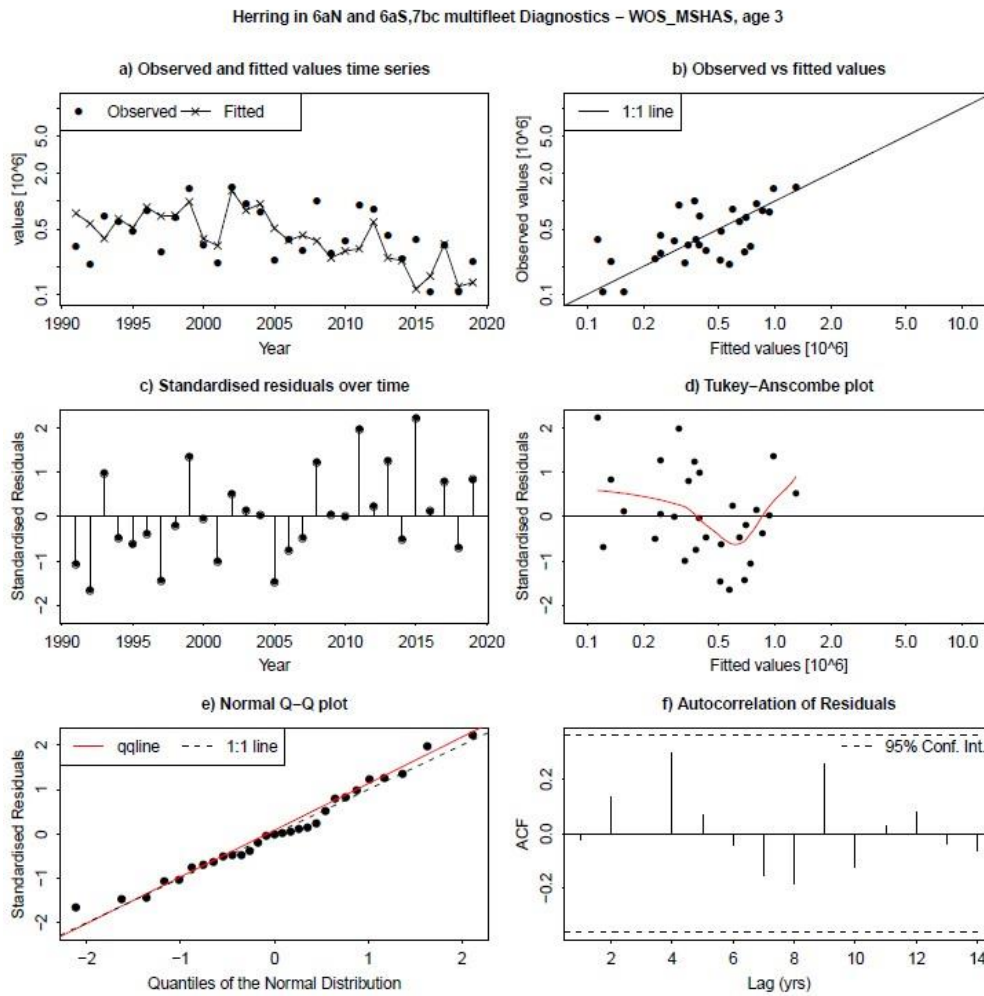 Herring in 6aN and 6aS,7bc multifleet Diagnostics – WOS_MSHAS, age 3
a) Observed and fitted values time series
values [10^6]
5.0
2.0
0.5
0.1
Observed
Fitted
1990 1995 2000 2005 2010 2015 2020
Year
b) Observed vs fitted values
Observed values [10^6]
5.0
2.0
0.5
0.1
1:1 line
0.1 0.2 0.5 1.0 2.0 5.0 10.0
Fitted values [10^6]
c) Standardised residuals over time
Standardised Residuals
2
1
0
−1
−2
1990 1995 2000 2005 2010 2015 2020
Year
d) Tukey–Anscombe plot
Standardised Residuals
2
1
0
−1
−2
0.1 0.2 0.5 1.0 2.0 5.0 10.0
Fitted values [10^6]
e) Normal Q–Q plot
Standardised Residuals
2
1
0
−1
−2
qqline
1:1 line
−2 −1 0 1 2
Quantiles of the Normal Distribution
f) Autocorrelation of Residuals
ACF
0.2
0.0
−0.2
95% Conf. Int.
2 4 6 8 10 12 14
Lag (yrs)